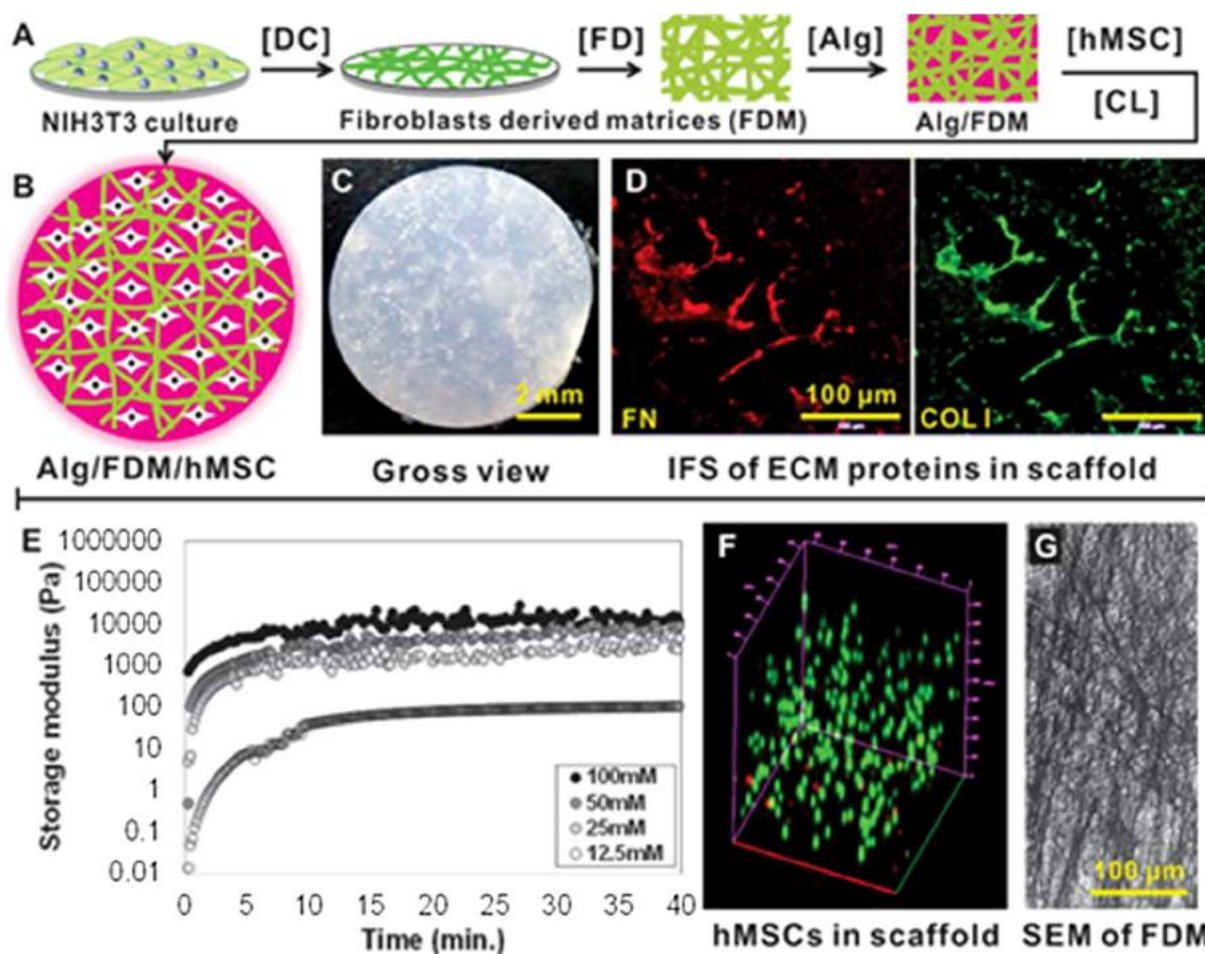 A
[DC]
[FD]
[Alg]
[hMSC]
[CL]
NIH3T3 culture
Fibroblasts derived matrices (FDM)
Alg/FDM
B
C
D
2 mm
FN
100 µm
COL I
Alg/FDM/hMSC
Gross view
IFS of ECM proteins in scaffold
E
Storage modulus (Pa)
1000000
100000
10000
1000
100
10
1
0.1
0.01
100mM
50mM
25mM
12.5mM
0 5 10 15 20 25 30 35 40
Time (min.)
F
hMSCs in scaffold
G
100 µm
SEM of FDM